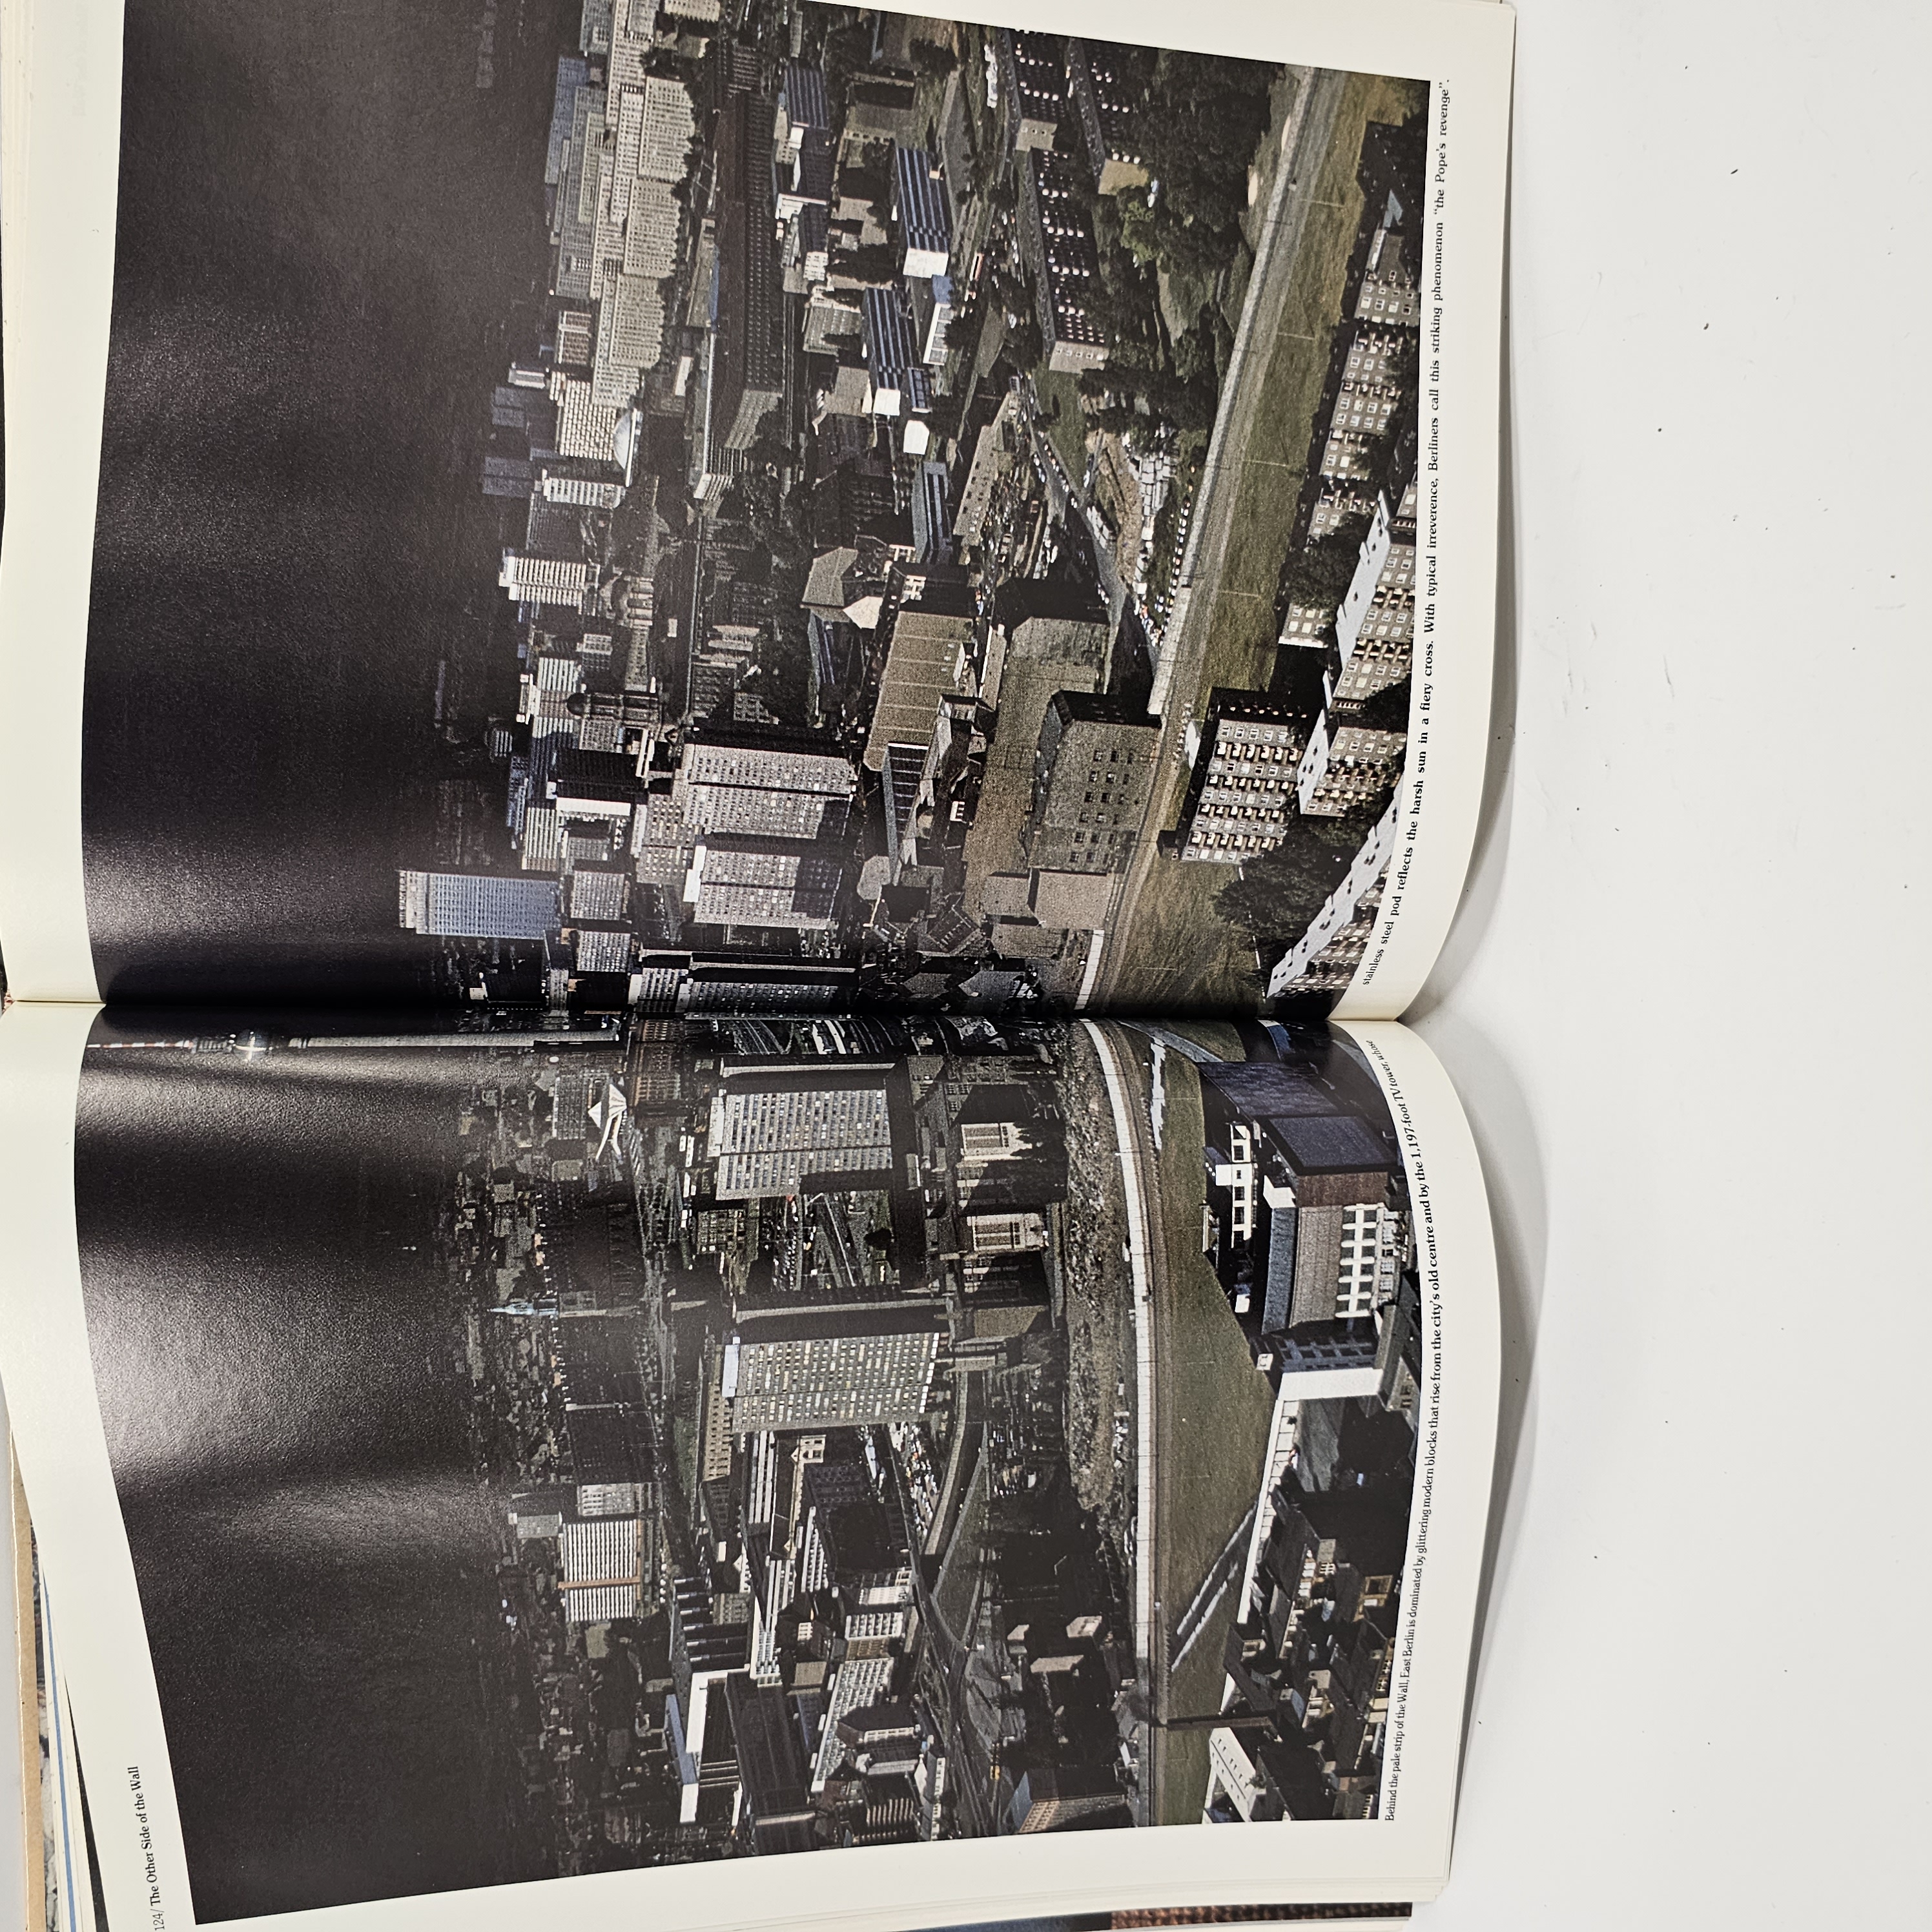 124/ The Other Side of the Wall
Behind the pale strip of the Wall, East Berlin is dominated by glittering modern blocks that rise from the city's old centre and by the 1,197-foot TV tower, whose
stainless steel pod reflects the harsh sun in a fiery cross. With typical irreverence, Berliners call this striking phenomenon "the Pope's revenge".